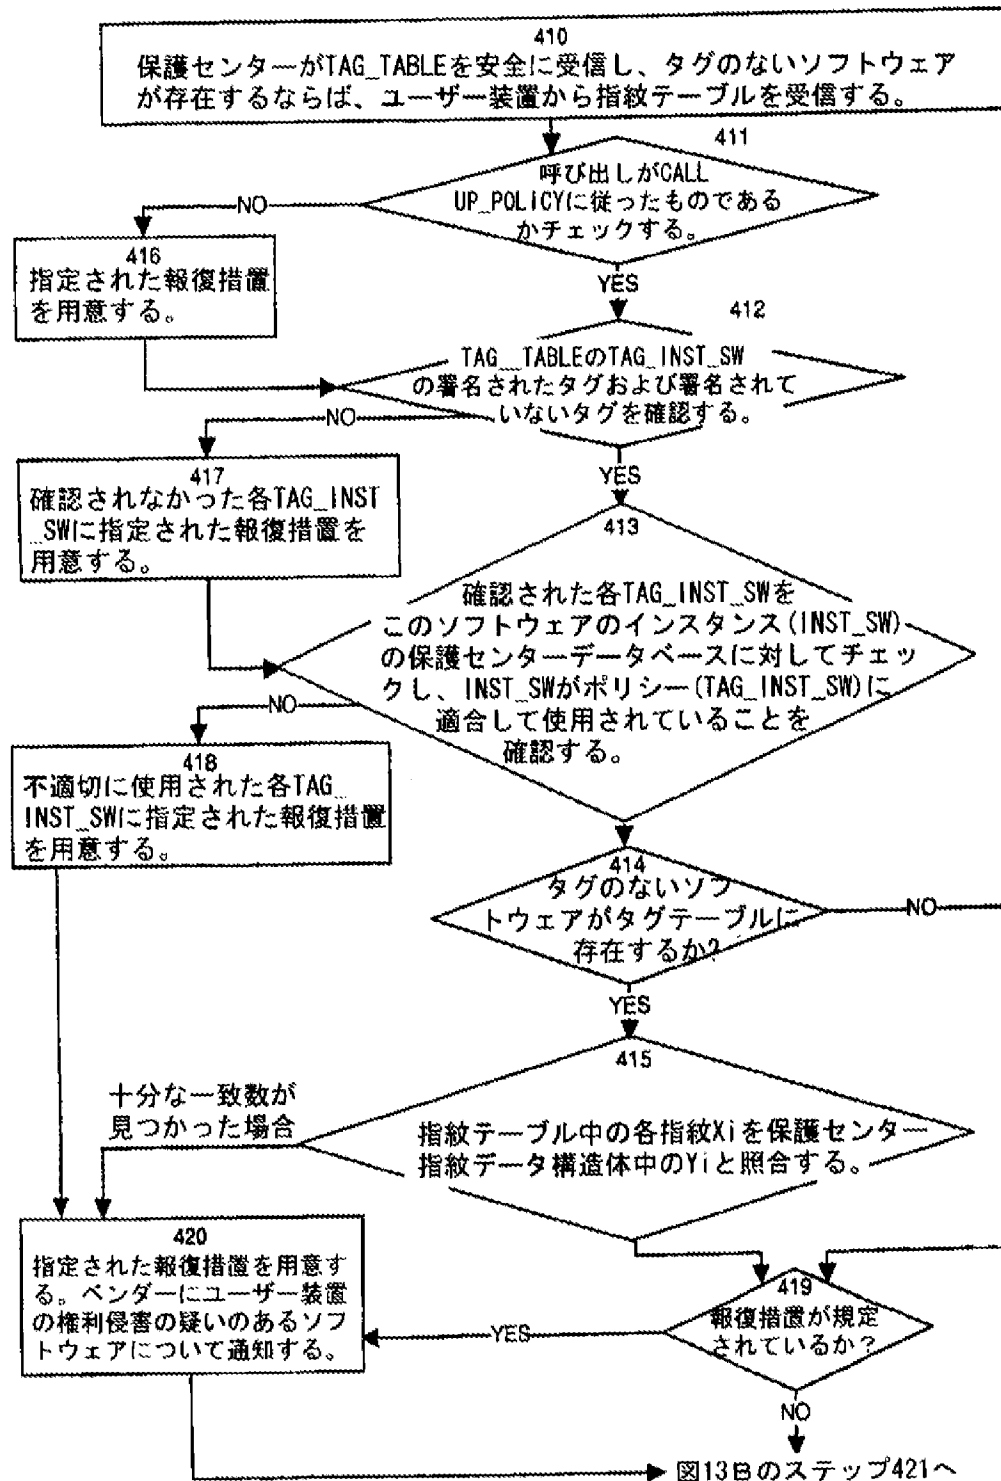 410
保護センターがTAG_TABLEを安全に受信し、タグのないソフトウェア
が存在するならば、ユーザー装置から指紋テーブルを受信する。
411
呼び出しがCALL
UP_POLICYに従ったものである
かチェックする。
NO
416
指定された報復措置
を用意する。
YES
412
TAG_TABLEのTAG_INST_SW
の署名されたタグおよび署名されて
いないタグを確認する。
NO
417
確認されなかった各TAG_INST
_SWに指定された報復措置を
用意する。
YES
413
確認された各TAG_INST_SWを
このソフトウェアのインスタンス(INST_SW)
の保護センターデータベースに対してチェッ
クし、INST_SWがポリシー(TAG_INST_SW)に
適合して使用されていることを
確認する。
NO
418
不適切に使用された各TAG_
INST_SWに指定された報復措置
を用意する。
414
タグのないソフ
トウェアがタグテーブルに
存在するか?
NO
YES
415
指紋テーブル中の各指紋Xiを保護センター
指紋データ構造体中のYiと照合する。
十分な一致数が
見つかった場合
420
指定された報復措置を用意す
る。ベンダーにユーザー装置
の権利侵害の疑いのあるソフ
トウェアについて通知する。
419
報復措置が規定
されているか?
YES
NO
図13Bのステップ421へ